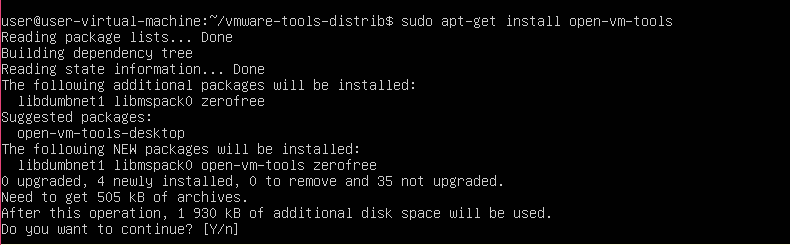 user@user-virtual-machine:~/vmware-tools-distrib$ sudo apt-get install open-vm-tools
Reading package lists... Done
Building dependency tree
Reading state information... Done
The following additional packages will be installed:
  libdumbnet1 libmspack0 zerofree
Suggested packages:
  open-vm-tools-desktop
The following NEW packages will be installed:
  libdumbnet1 libmspack0 open-vm-tools zerofree
0 upgraded, 4 newly installed, 0 to remove and 35 not upgraded.
Need to get 505 kB of archives.
After this operation, 1 930 kB of additional disk space will be used.
Do you want to continue? [Y/n]